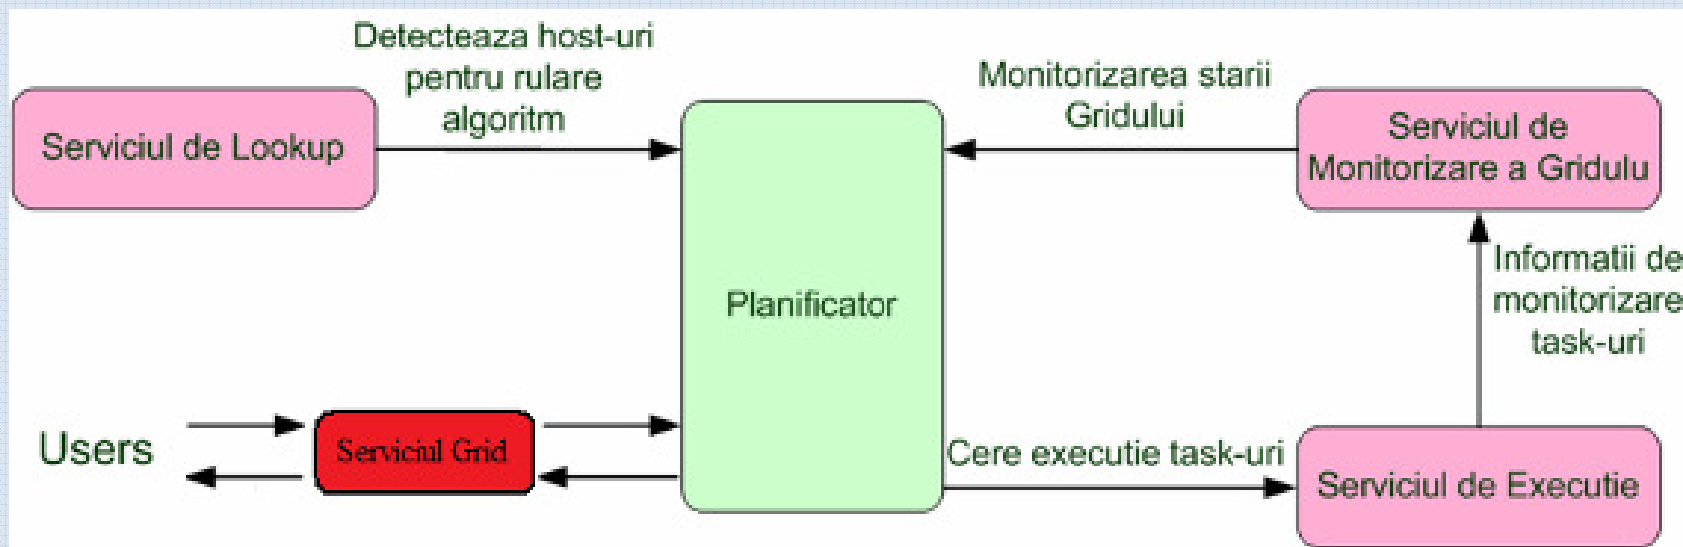 Detecteaza host-uri
pentru rulare
algoritm
Serviciul de Lookup
Monitorizarea starii
Gridului
Serviciul de
Monitorizare a Gridulu
Planificator
Informatii de
monitorizare
task-uri
Users
Serviciul Grid
Cere executie task-uri
Serviciul de Executie